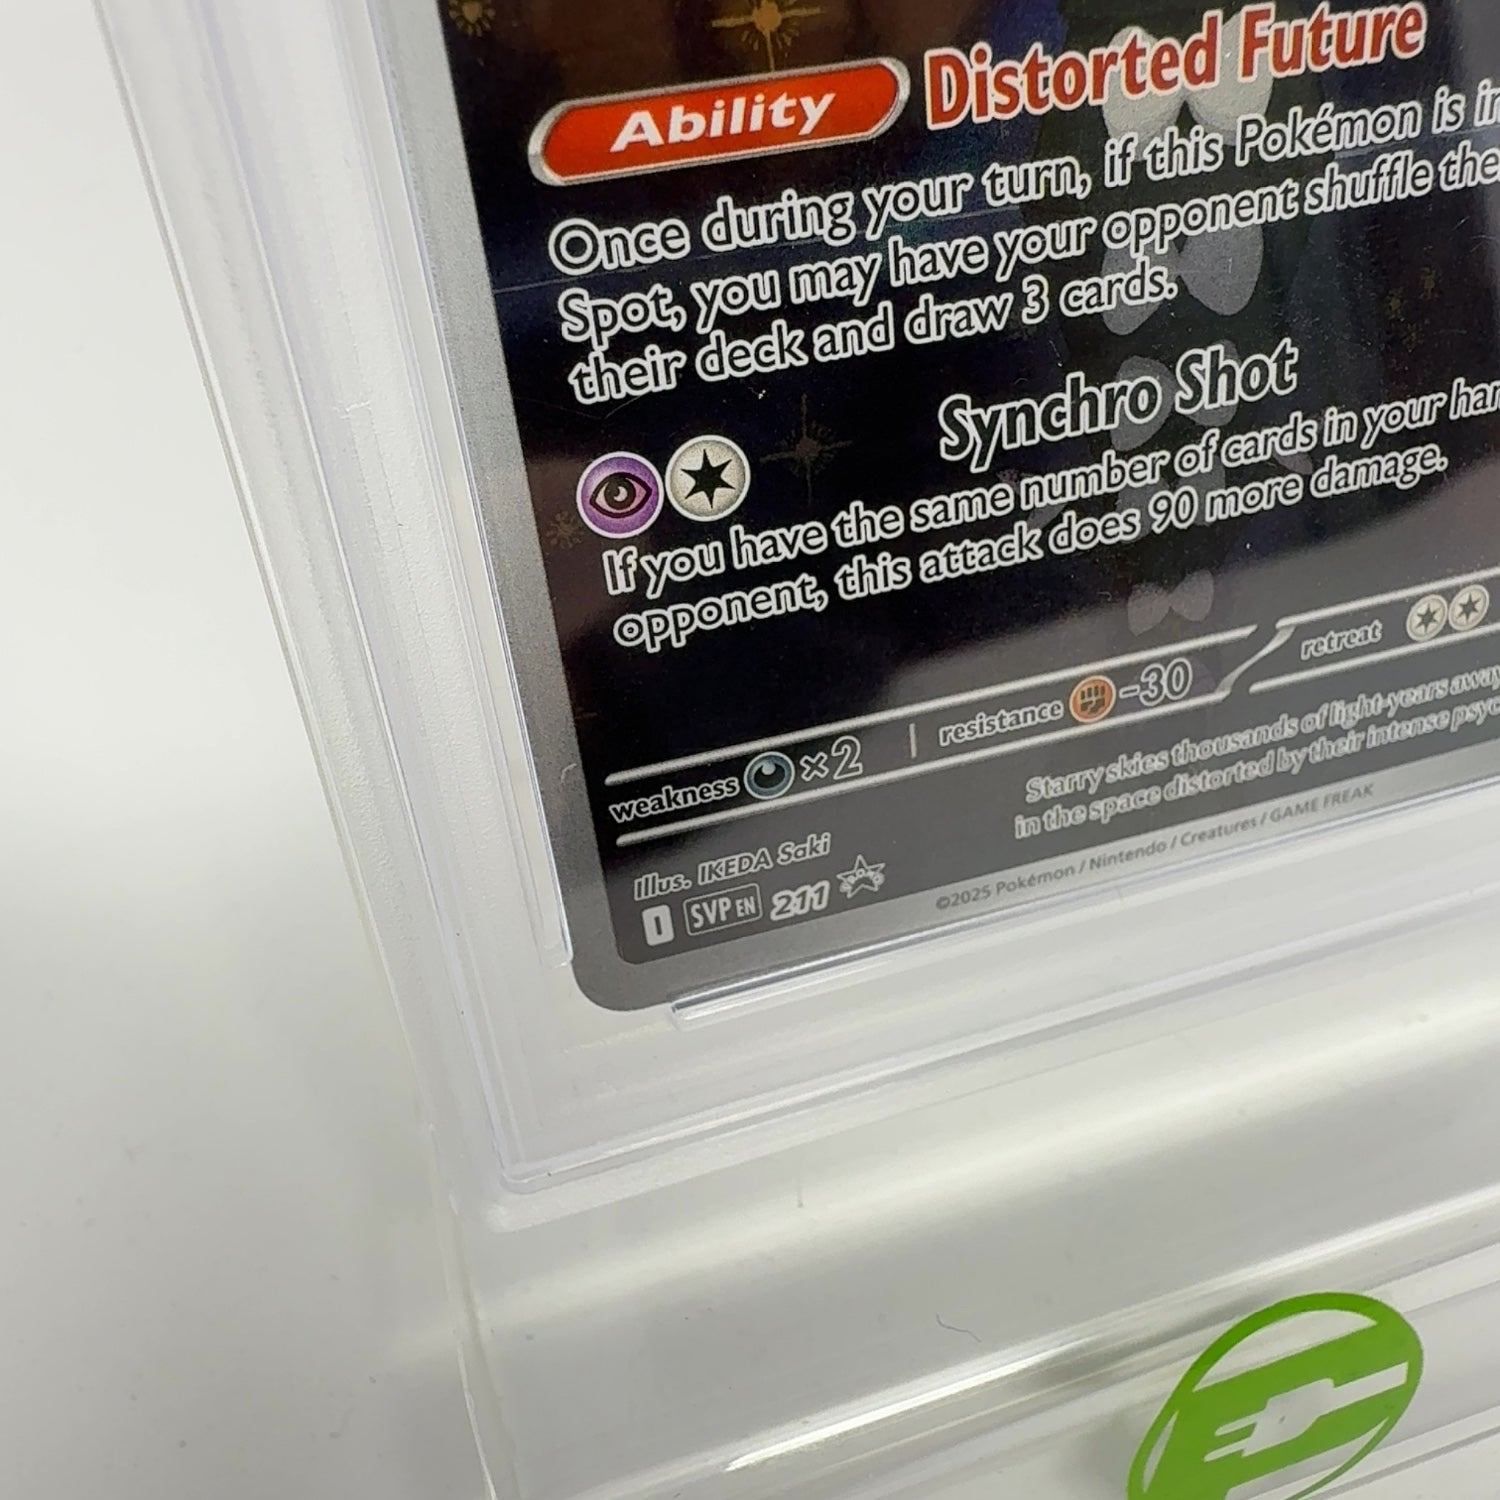 Ability Distorted Future
Once during your turn, if this Pokémon is in
Spot, you may have your opponent shuffle the
their deck and draw 3 cards.
Synchro Shot
If you have the same number of cards in your
opponent, this attack does 90 more damage.
weakness ×2 resistance -30 retreat
Starry skies thousands of light-years away
in the space distorted by their intense
Illus. IKEDA Saki
I SVP EN 211
©2025 Pokémon / Nintendo / Creatures / GAME FREAK